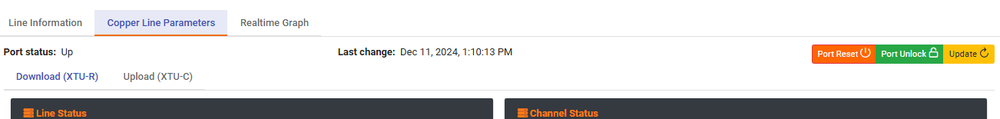 Line Information Copper Line Parameters Realtime Graph
Port status: Up Last change: Dec 11, 2024, 1:10:13 PM Port Reset Port Unlock Update
Download (XTU-R) Upload (XTU-C)
Line Status Channel Status